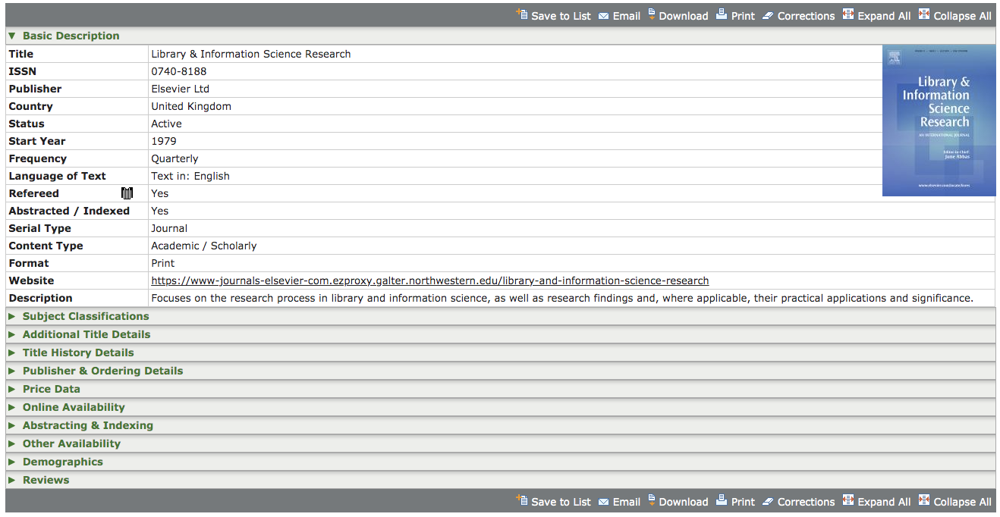 Save to List Email Download Print Corrections Expand All Collapse All
Basic Description
Title Library & Information Science Research
ISSN 0740-8188
Publisher Elsevier Ltd
Country United Kingdom
Status Active
Start Year 1979
Frequency Quarterly
Language of Text Text in: English
Refereed Yes
Abstracted / Indexed Yes
Serial Type Journal
Content Type Academic / Scholarly
Format Print
Website https://www-journals-elsevier-com.ezproxy.galter.northwestern.edu/library-and-information-science-research
Description Focuses on the research process in library and information science, as well as research findings and, where applicable, their practical applications and significance.
Library &
Information
Science
Research
AN INTERNATIONAL JOURNAL
Editor-in-Chief:
June Abbas
www.elsevier.com/locate/lisres
Subject Classifications
Additional Title Details
Title History Details
Publisher & Ordering Details
Price Data
Online Availability
Abstracting & Indexing
Other Availability
Demographics
Reviews
Save to List Email Download Print Corrections Expand All Collapse All